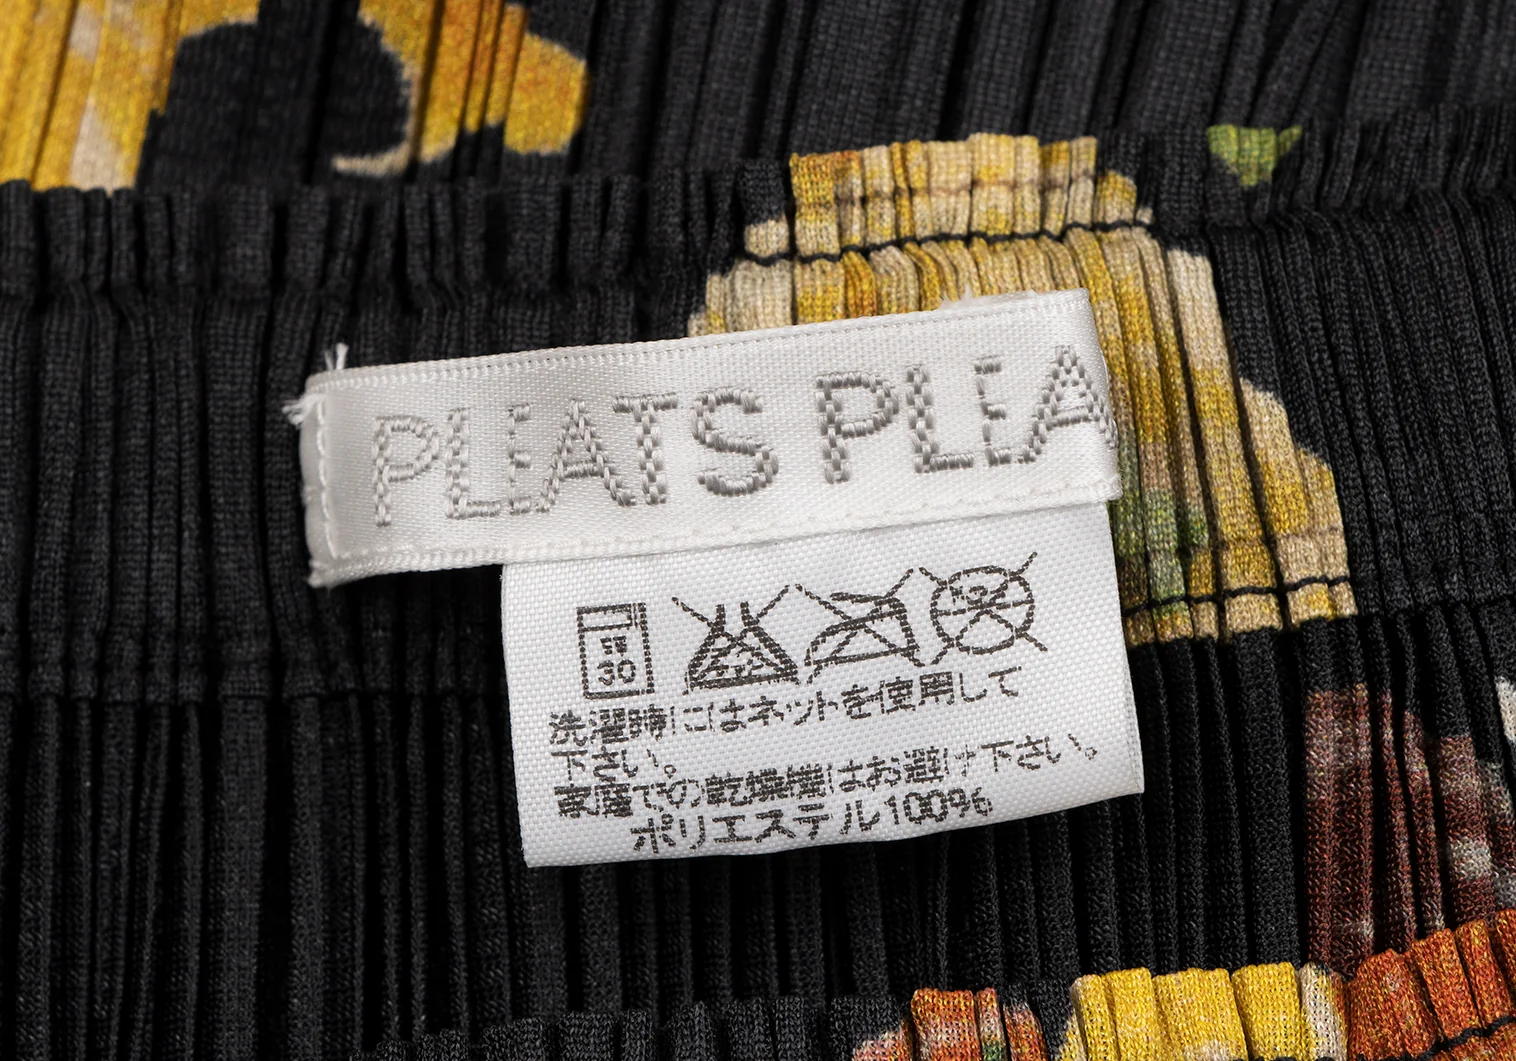 PLEATS PLEA
弱
30
洗濯時にはネットを使用して
下さい。
家庭での乾燥機はお避け下さい。
ポリエステル100%